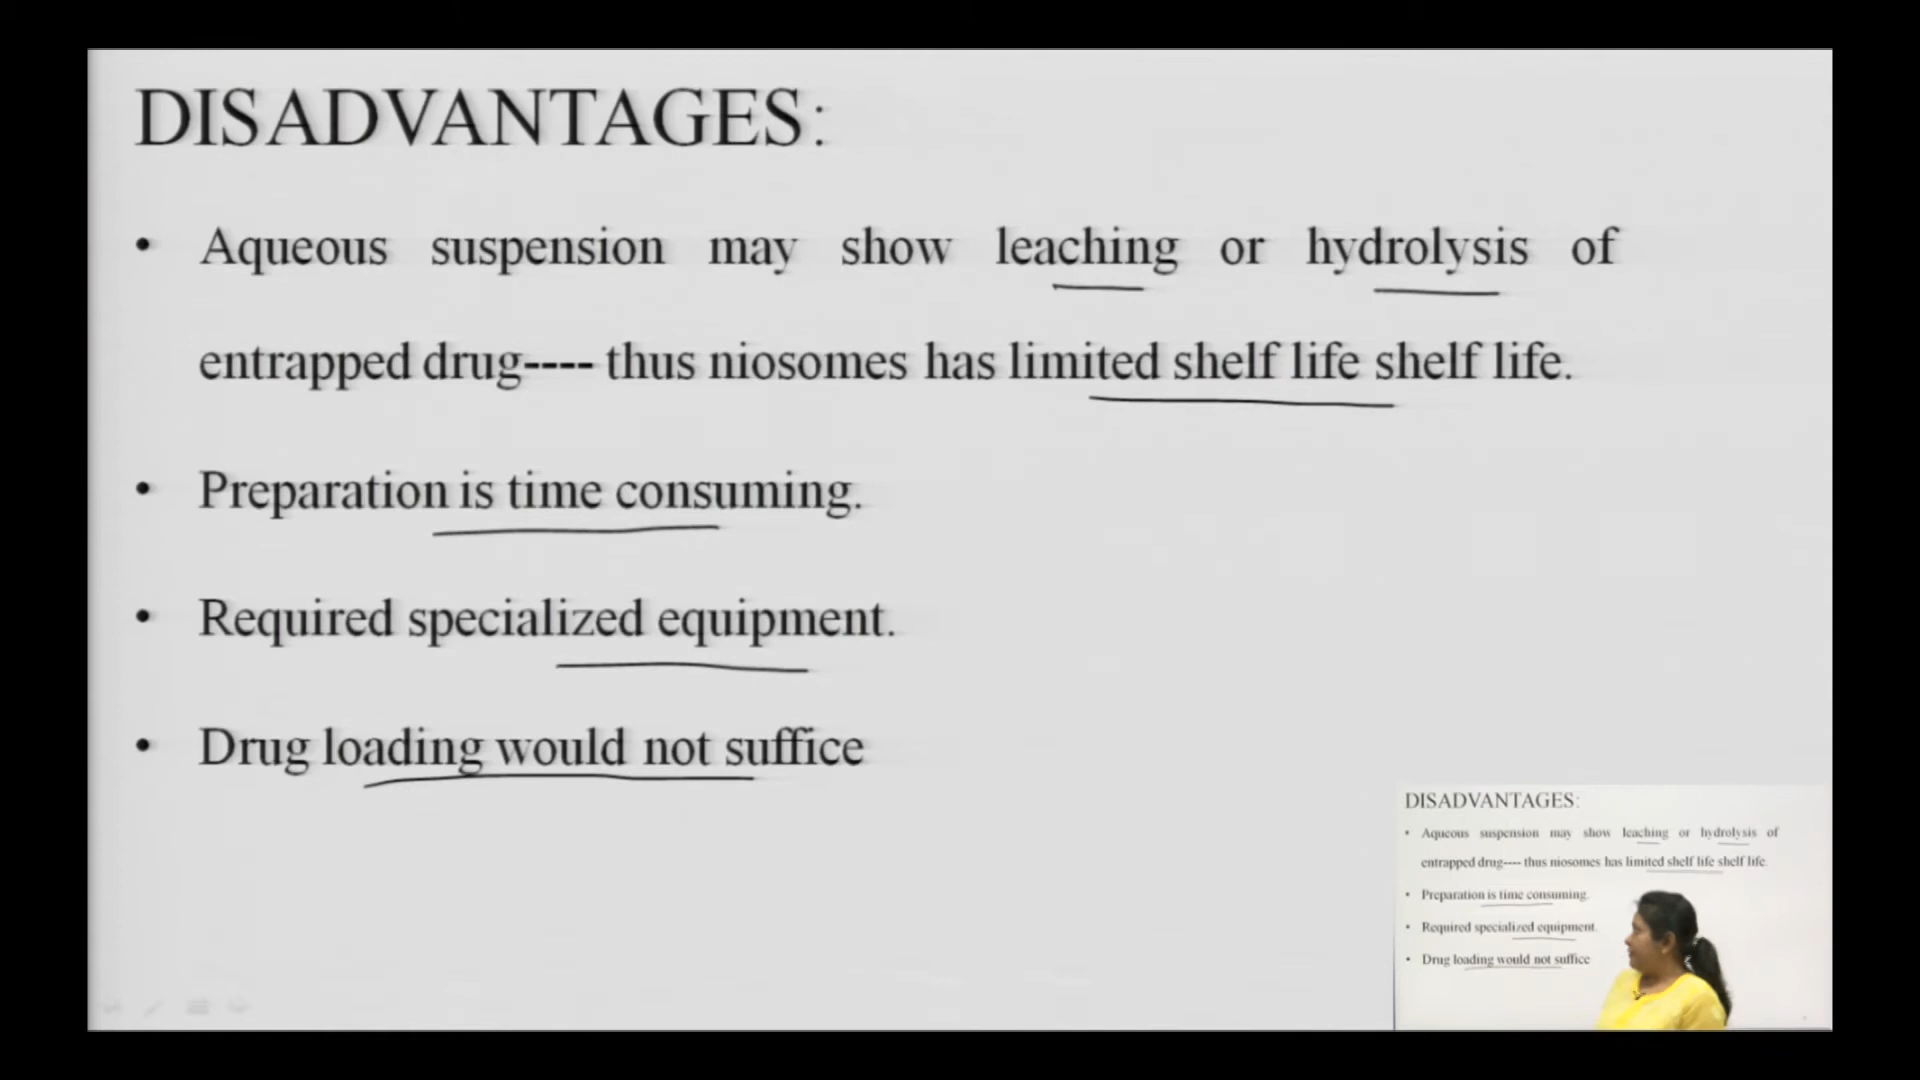 DISADVANTAGES:
• Aqueous suspension may show leaching or hydrolysis of
entrapped drug---- thus niosomes has limited shelf life shelf life.
• Preparation is time consuming.
• Required specialized equipment.
• Drug loading would not suffice
DISADVANTAGES:
• Aqueous suspension may show leaching or hydrolysis of
entrapped drug---- thus niosomes has limited shelf life shelf life.
• Preparation is time consuming.
• Required specialized equipment.
• Drug loading would not suffice